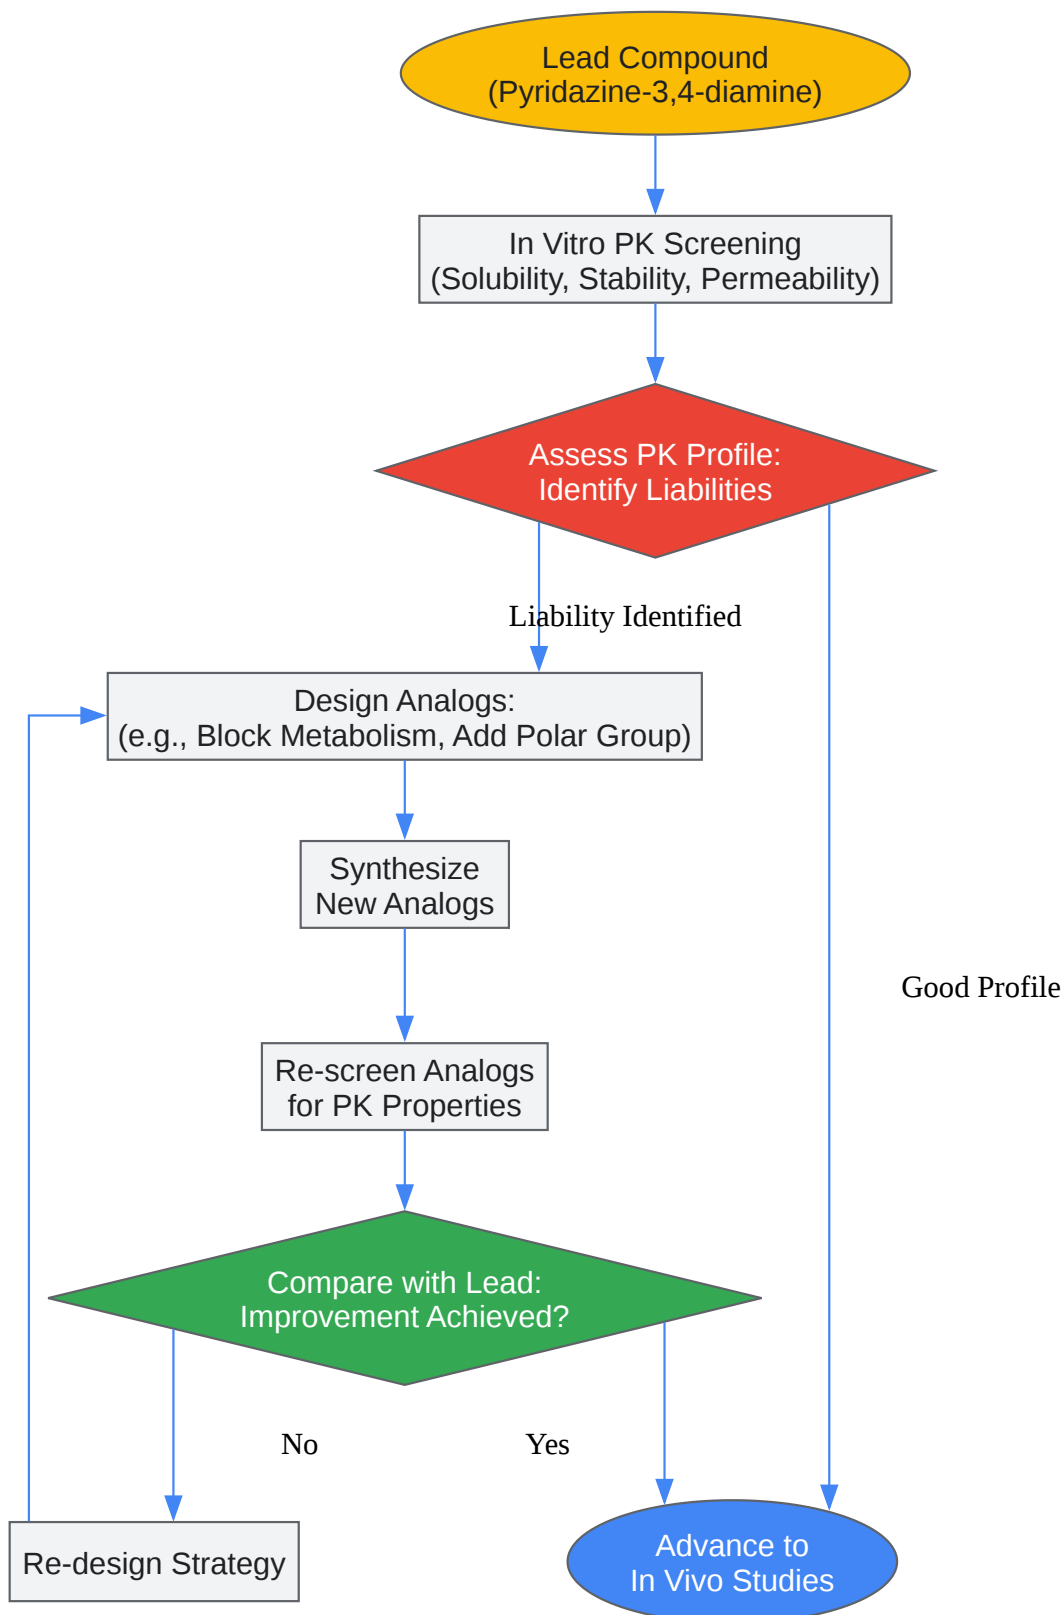 Lead Compound
(Pyridazine-3,4-diamine)
In Vitro PK Screening
(Solubility, Stability, Permeability)
Assess PK Profile:
Identify Liabilities
Liability Identified
Design Analogs:
(e.g., Block Metabolism, Add Polar Group)
Synthesize
New Analogs
Good Profile
Re-screen Analogs
for PK Properties
Compare with Lead:
Improvement Achieved?
No
Yes
Re-design Strategy
Advance to
In Vivo Studies